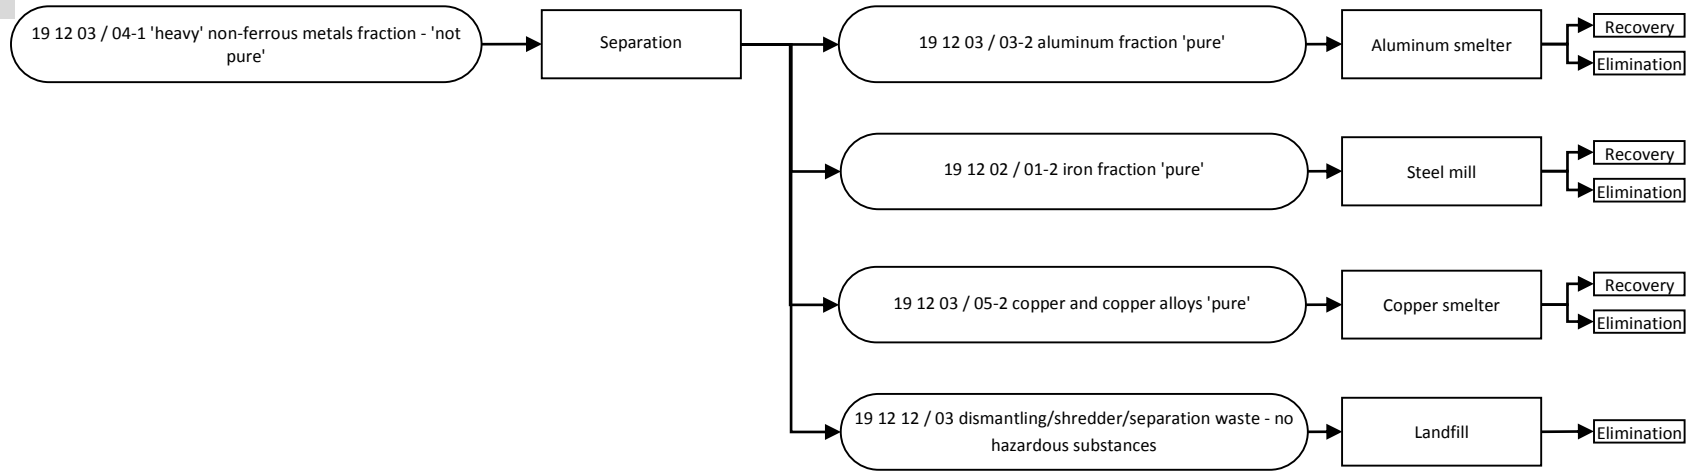 19 12 03 / 04-1 'heavy' non-ferrous metals fraction - 'not
pure'
Separation
19 12 03 / 03-2 aluminum fraction 'pure'
Aluminum smelter
Recovery
Elimination
19 12 02 / 01-2 iron fraction 'pure'
Steel mill
Recovery
Elimination
19 12 03 / 05-2 copper and copper alloys 'pure'
Copper smelter
Recovery
Elimination
19 12 12 / 03 dismantling/shredder/separation waste - no
hazardous substances
Landfill
Elimination